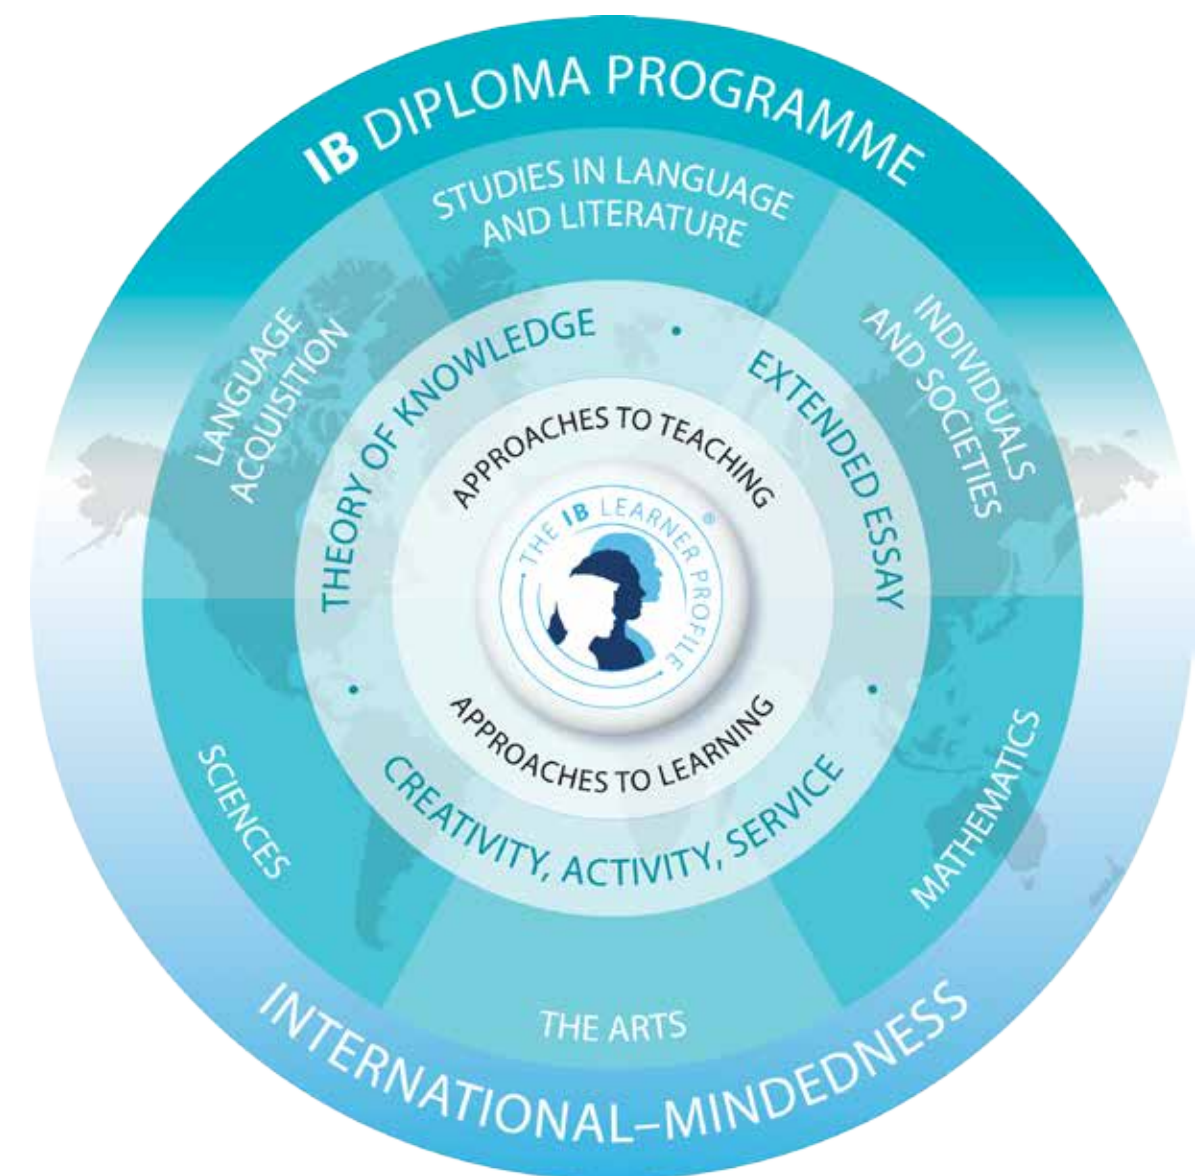 IB DIPLOMA PROGRAMME
STUDIES IN LANGUAGE
AND LITERATURE
LANGUAGE
ACQUISITION
INDIVIDUALS
AND SOCIETIES
THEORY OF KNOWLEDGE
•
EXTENDED ESSAY
•
CREATIVITY, ACTIVITY, SERVICE
•
APPROACHES TO TEACHING
THE IB LEARNER PROFILE
®
APPROACHES TO LEARNING
SCIENCES
MATHEMATICS
THE ARTS
INTERNATIONAL–MINDEDNESS